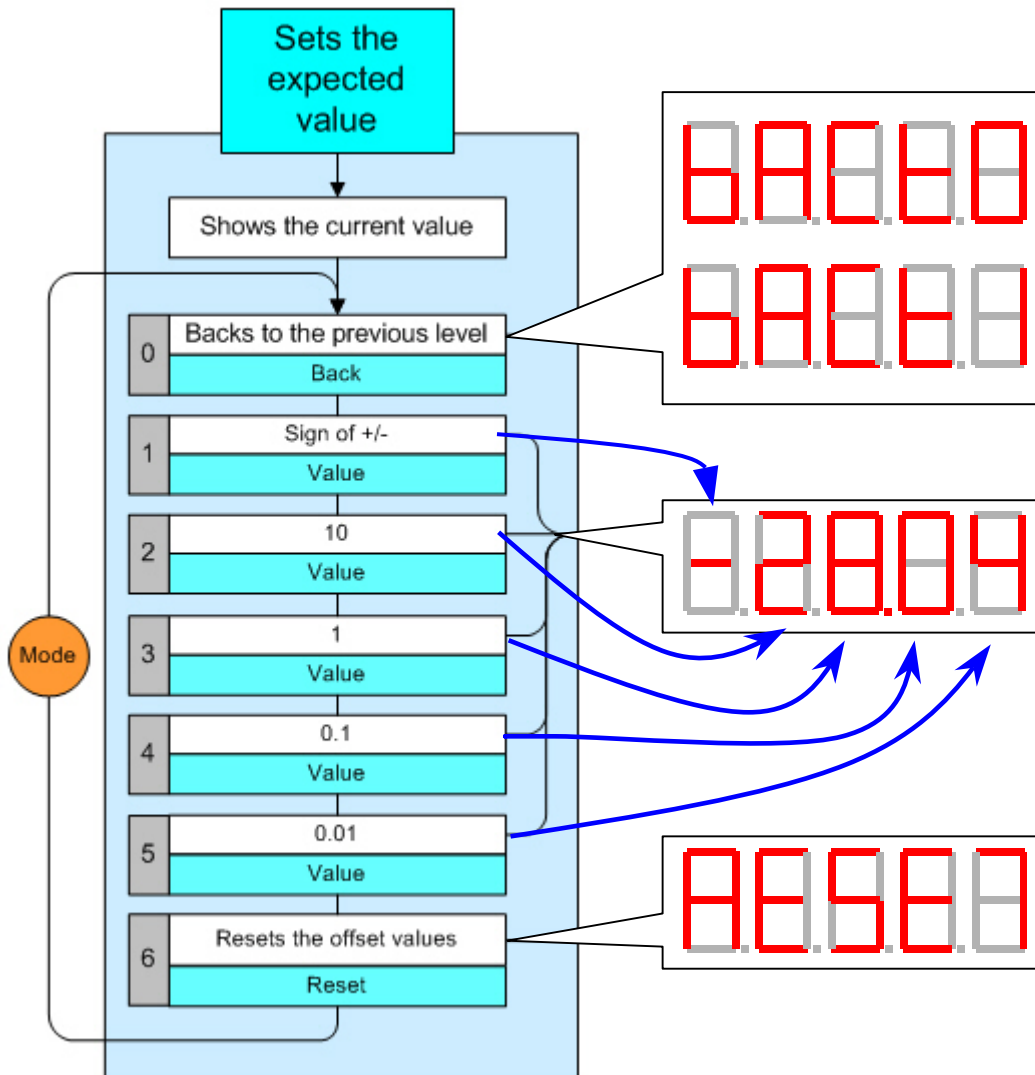 Sets the
expected
value
Shows the current value
0
Backs to the previous level
Back
1
Sign of +/-
Value
2
10
Value
3
1
Value
4
0.1
Value
5
0.01
Value
6
Resets the offset values
Reset
Mode
bACt0
bACt1
-28.04
RESET